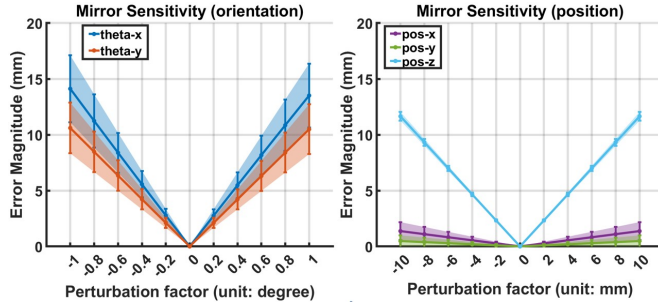 Mirror Sensitivity (orientation)
20
15
10
5
0
Error Magnitude (mm)
theta-x
theta-y
-1
-0.8
-0.6
-0.4
-0.2
0
0.2
0.4
0.6
0.8
1
Perturbation factor (unit: degree)
Mirror Sensitivity (position)
20
15
10
5
0
Error Magnitude (mm)
pos-x
pos-y
pos-z
-10
-8
-6
-4
-2
0
2
4
6
8
10
Perturbation factor (unit: mm)